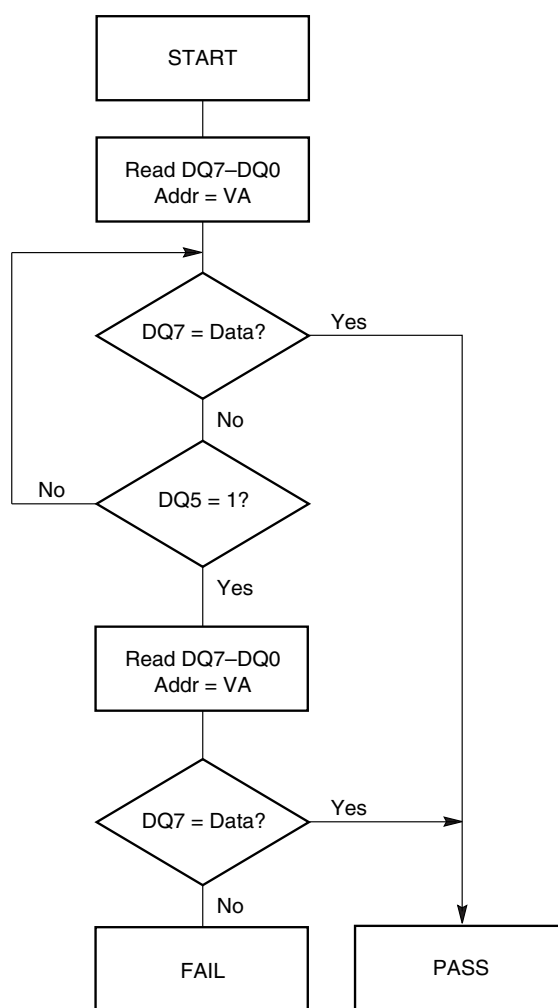 START
Read DQ7–DQ0
Addr = VA
DQ7 = Data?
Yes
No
No
DQ5 = 1?
Yes
Read DQ7–DQ0
Addr = VA
DQ7 = Data?
Yes
No
FAIL
PASS